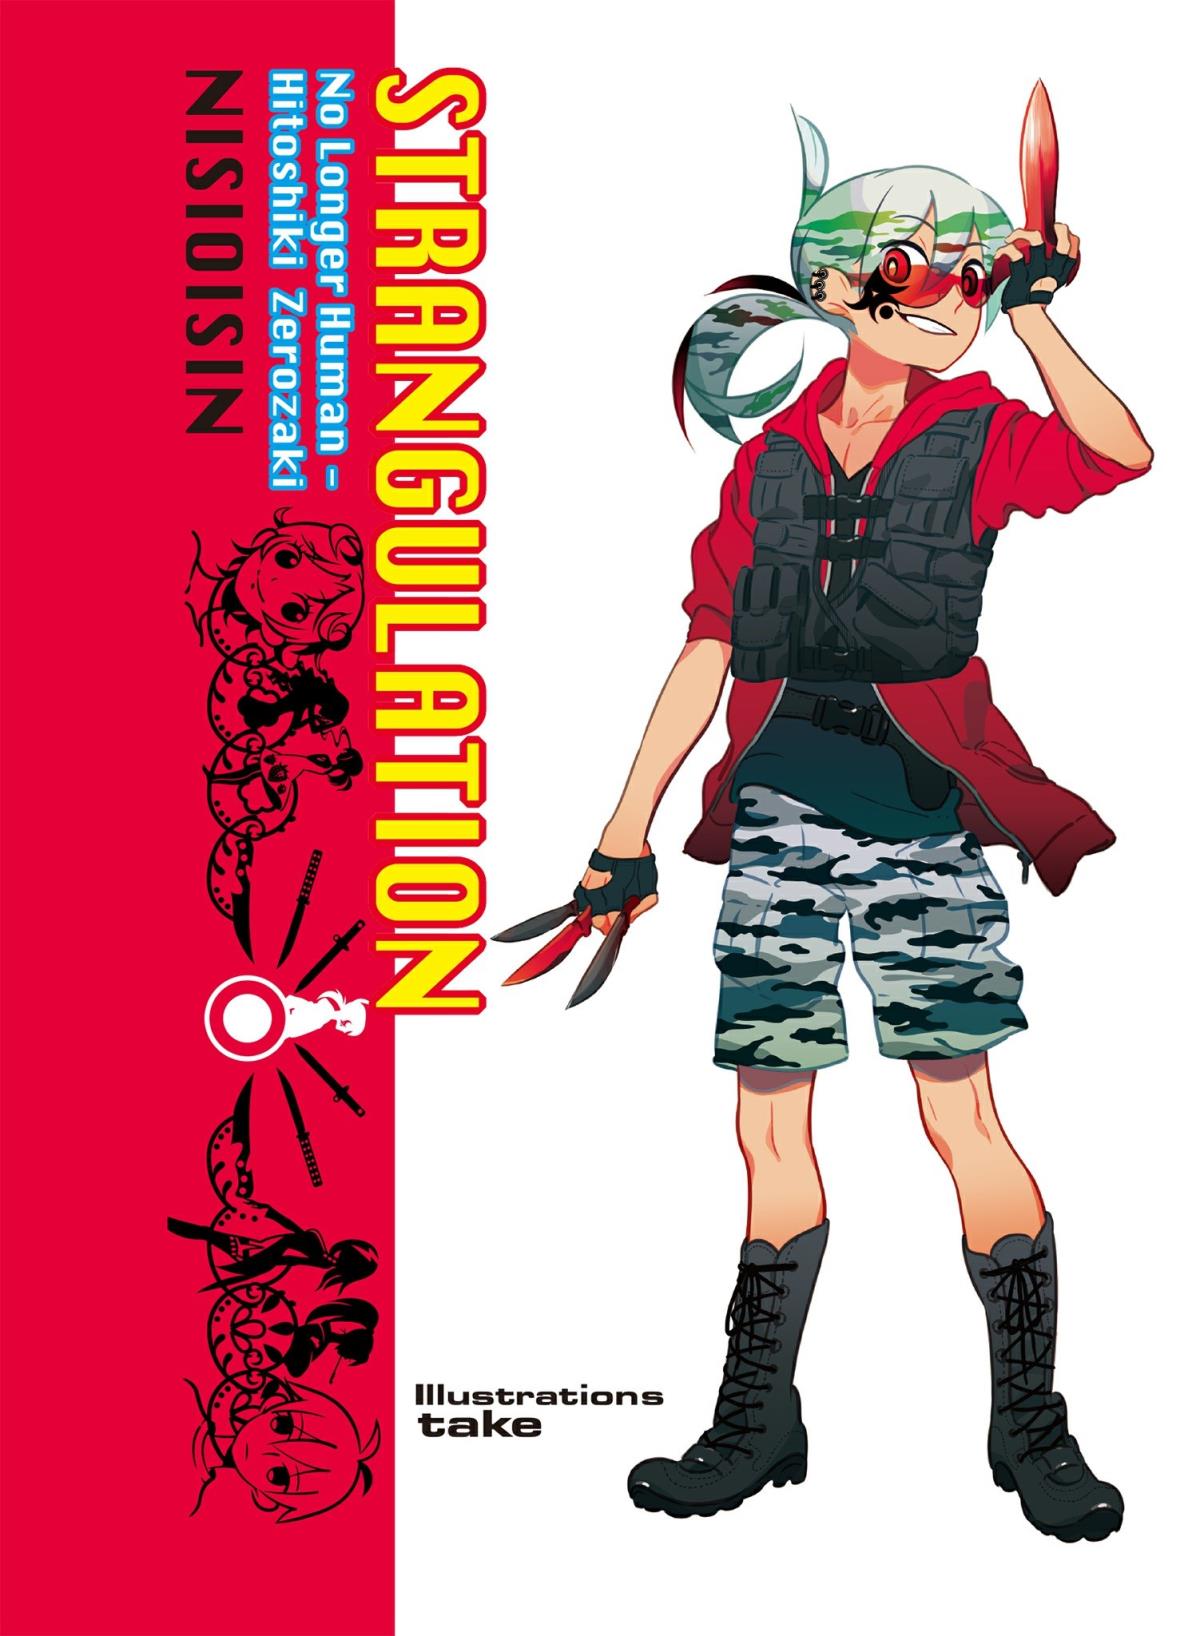 STRANGULATION
No Longer Human –
Hitoshiki Zerozaki
NISIOISIN
Illustrations
take